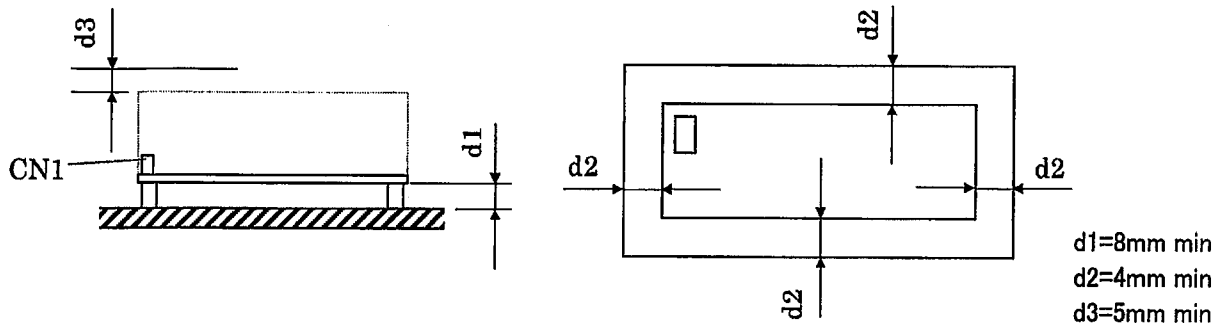 d3
CN1
d1
d2
d2
d2
d2
d1=8mm min
d2=4mm min
d3=5mm min